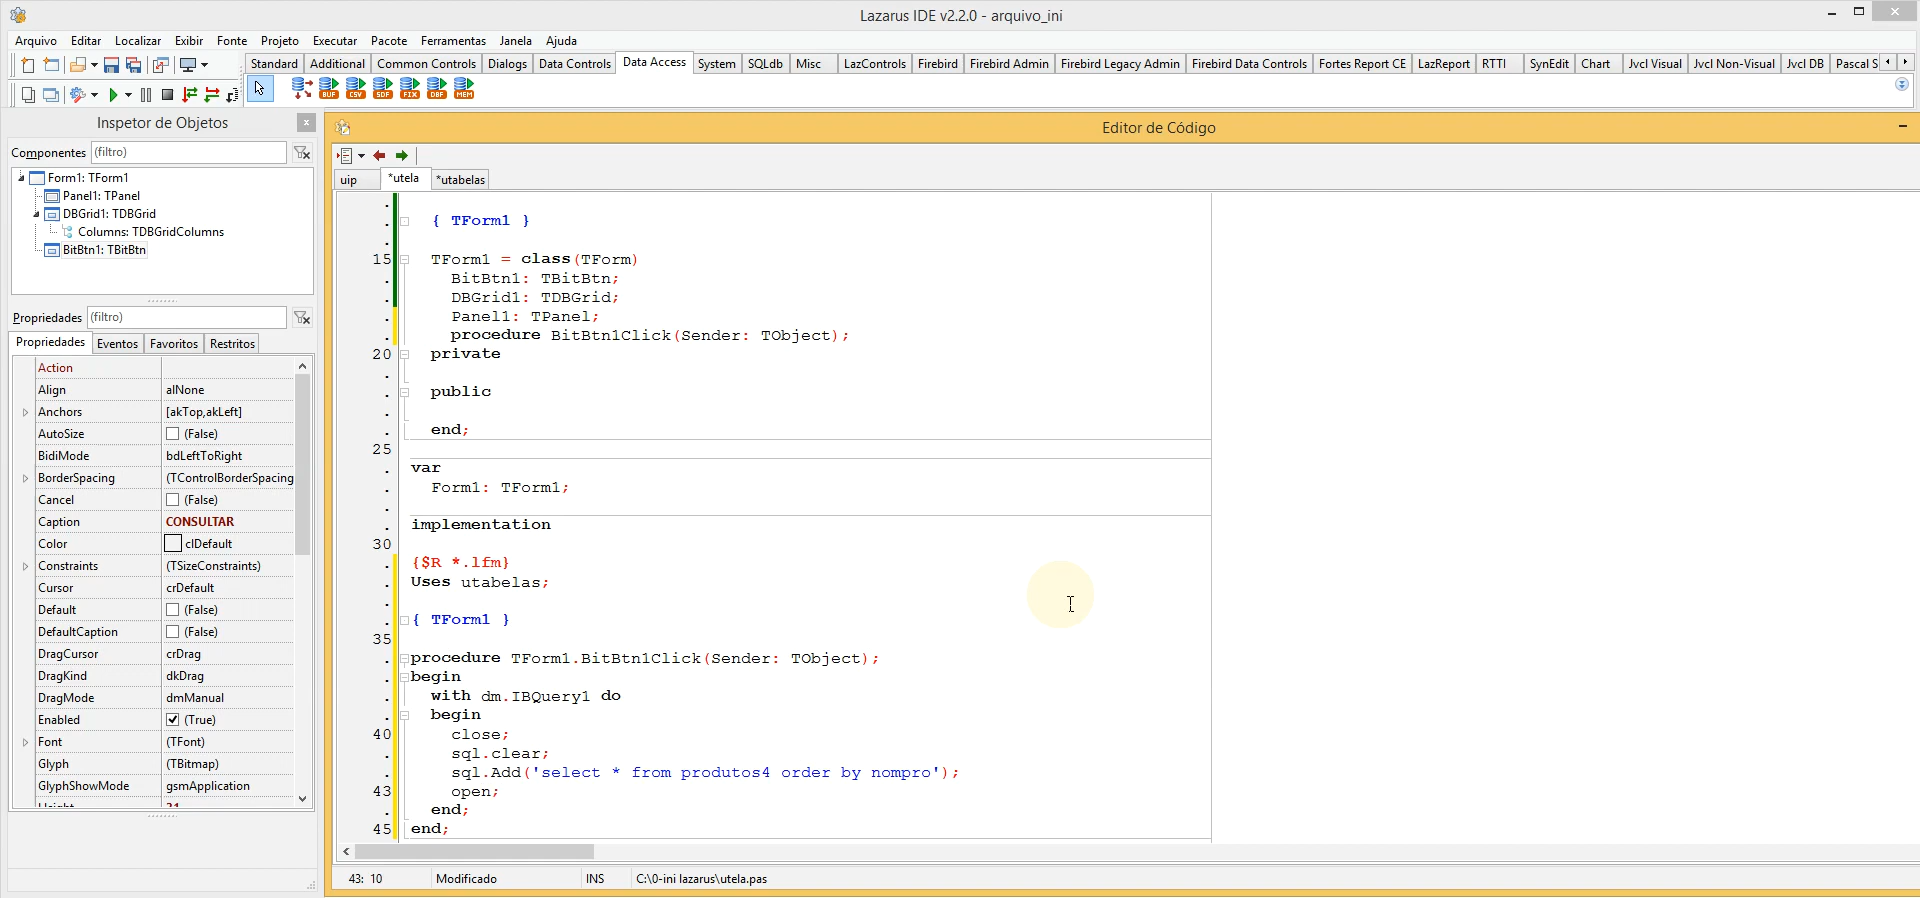 Lazarus IDE v2.2.0 - arquivo_ini
Arquivo Editar Localizar Exibir Fonte Projeto Executar Pacote Ferramentas Janela Ajuda
Standard Additional Common Controls Dialogs Data Controls Data Access System SQLdb Misc LazControls Firebird Firebird Admin Firebird Legacy Admin Firebird Data Controls Fortes Report CE LazReport RTTI SynEdit Chart Jvcl Visual Jvcl Non-Visual Jvcl DB Pascal S
BUF CSV SDF FIX DBF MEM
Inspetor de Objetos
Componentes (filtro)
Form1: TForm1
Panel1: TPanel
DBGrid1: TDBGrid
Columns: TDBGridColumns
BitBtn1: TBitBtn
Propriedades (filtro)
Propriedades Eventos Favoritos Restritos
Action
Align alNone
Anchors [akTop,akLeft]
AutoSize (False)
BidiMode bdLeftToRight
BorderSpacing (TControlBorderSpacing
Cancel (False)
Caption CONSULTAR
Color clDefault
Constraints (TSizeConstraints)
Cursor crDefault
Default (False)
DefaultCaption (False)
DragCursor crDrag
DragKind dkDrag
DragMode dmManual
Enabled (True)
Font (TFont)
Glyph (TBitmap)
GlyphShowMode gsmApplication
Editor de Código
uip *utela *utabelas
{ TForm1 }
15 TForm1 = class(TForm)
BitBtn1: TBitBtn;
DBGrid1: TDBGrid;
Panel1: TPanel;
procedure BitBtn1Click(Sender: TObject);
20 private
public
end;
25
var
Form1: TForm1;
implementation
30
{$R *.lfm}
Uses utabelas;
{ TForm1 }
35
procedure TForm1.BitBtn1Click(Sender: TObject);
begin
with dm.IBQuery1 do
begin
40 close;
sql.clear;
sql.Add('select * from produtos4 order by nompro');
43 open;
end;
45 end;
43: 10 Modificado INS C:\0-ini lazarus\utela.pas